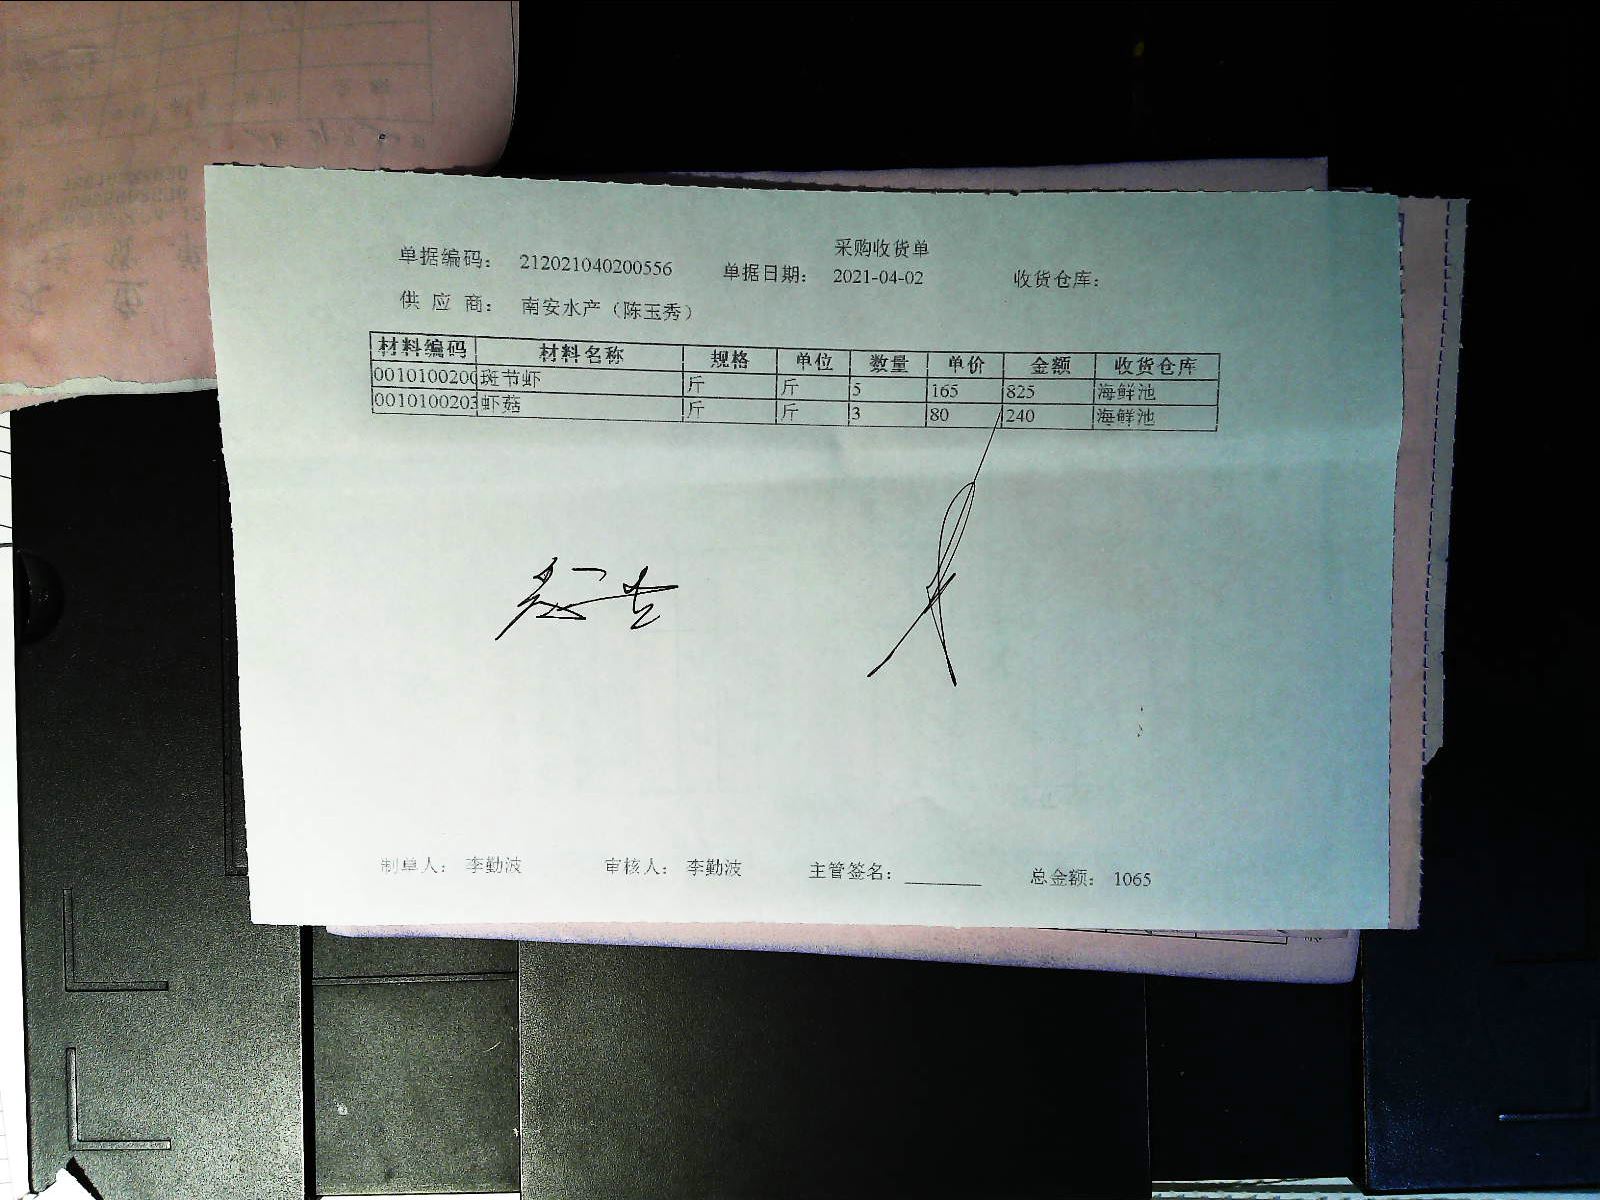 采购收货单
单据编码： 212021040200556 单据日期： 2021-04-02 收货仓库：
供 应 商： 南安水产（陈玉秀）
材料编码 材料名称 规格 单位 数量 单价 金额 收货仓库
0010100200 斑节虾 斤 斤 5 165 825 海鲜池
0010100203 虾菇 斤 斤 3 80 240 海鲜池
制单人： 李勤波 审核人： 李勤波 主管签名： ________ 总金额： 1065